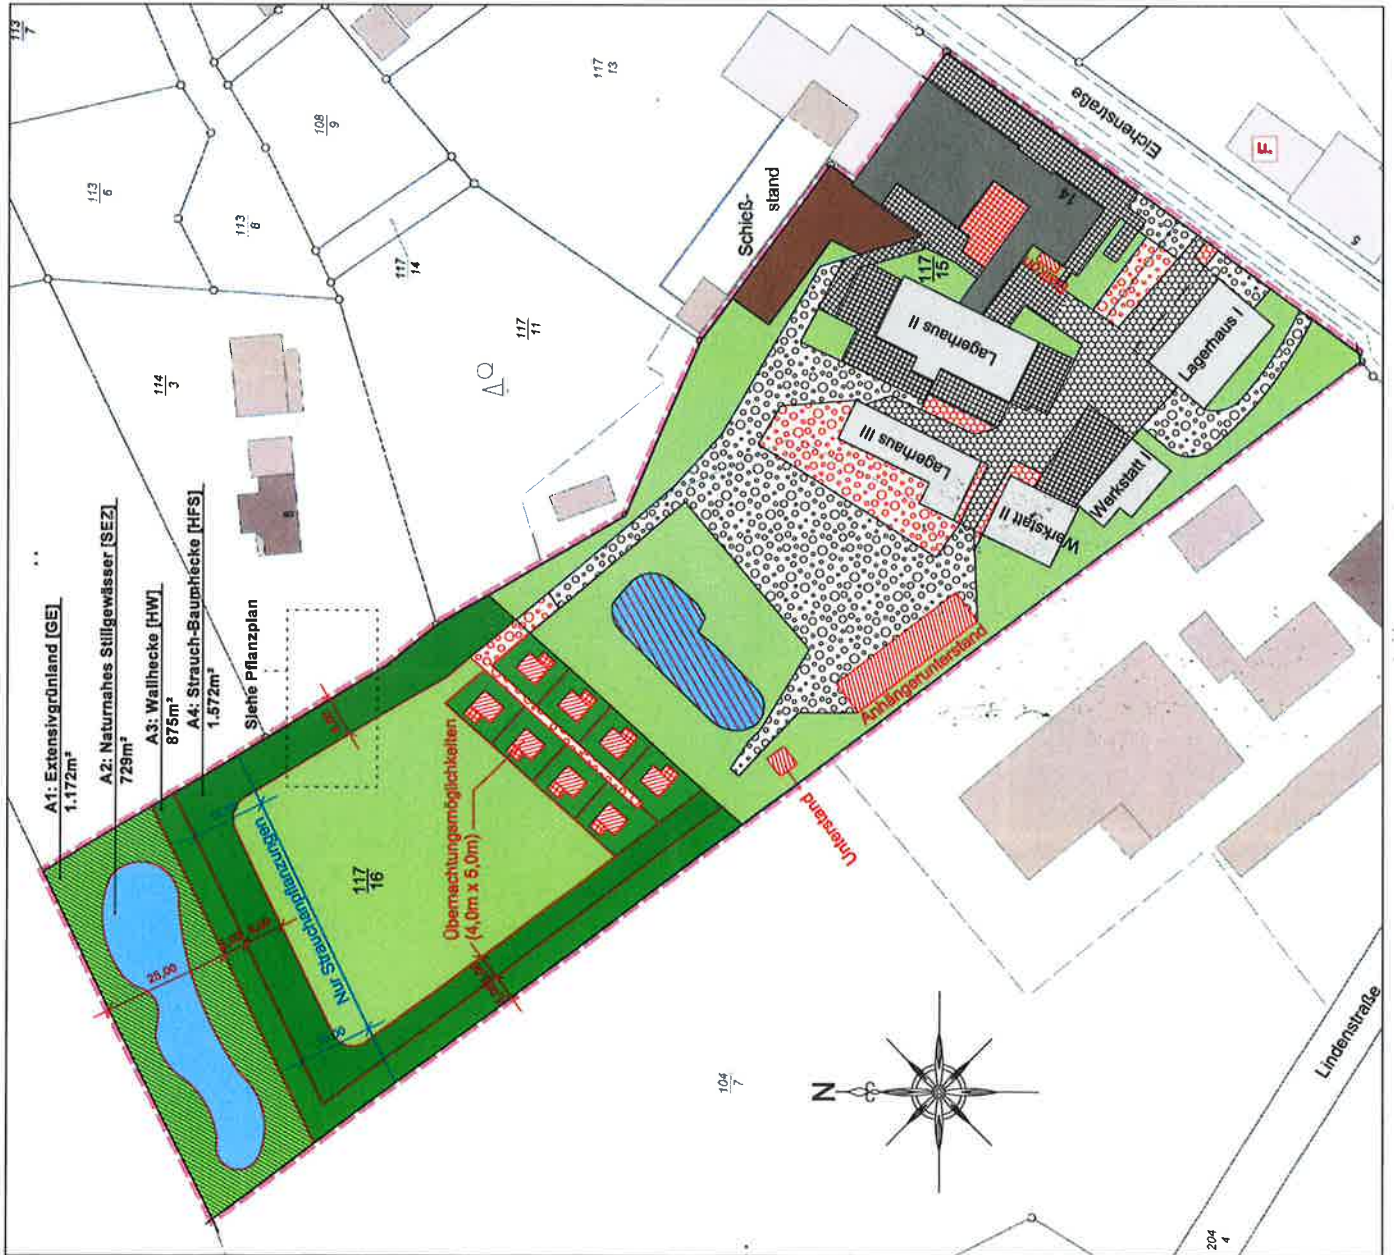 A1: Extensivgrünland [GE]
1.172m²
A2: Naturnahes Stillgewässer [SEZ]
729m²
A3: Wallhecke [HW]
875m²
A4: Strauch-Baumhecke [HFS]
1.572m²
Siehe Pflanzplan
113
7
113
6
113
8
108
9
117
13
117
14
114
3
117
11
8
Schieß-
stand
Eichenstraße
14
F
5
117
15
Lagerhaus II
Lagerhaus I
Lagerhaus III
Werkstatt I
Werkstatt II
Anhängerunterstand
Unterstand
Übernachtungsmöglichkeiten
(4,0m x 5,0m)
Nur Strauchanpflanzungen
117
16
25,00
N
104
7
Lindenstraße
204
4